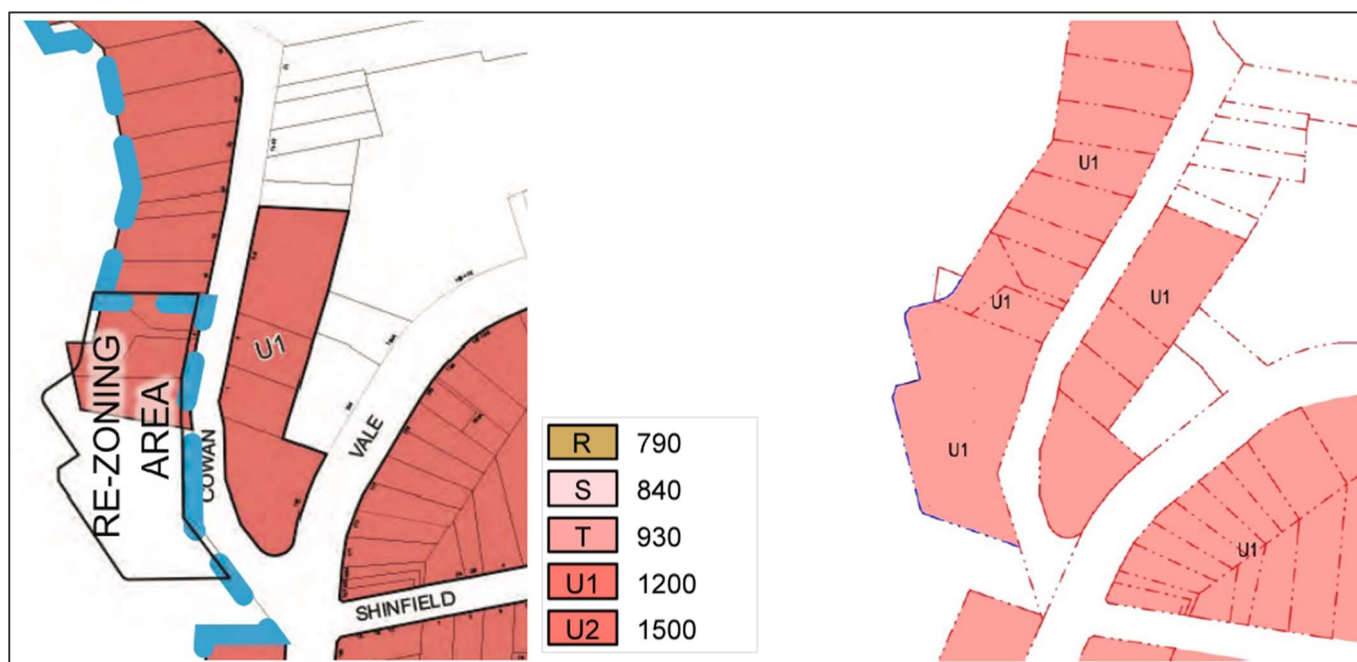 RE-ZONING
AREA
COWAN
U1
VALE
SHINFIELD
R 790
S 840
T 930
U1 1200
U2 1500
U1
U1
U1
U1
U1